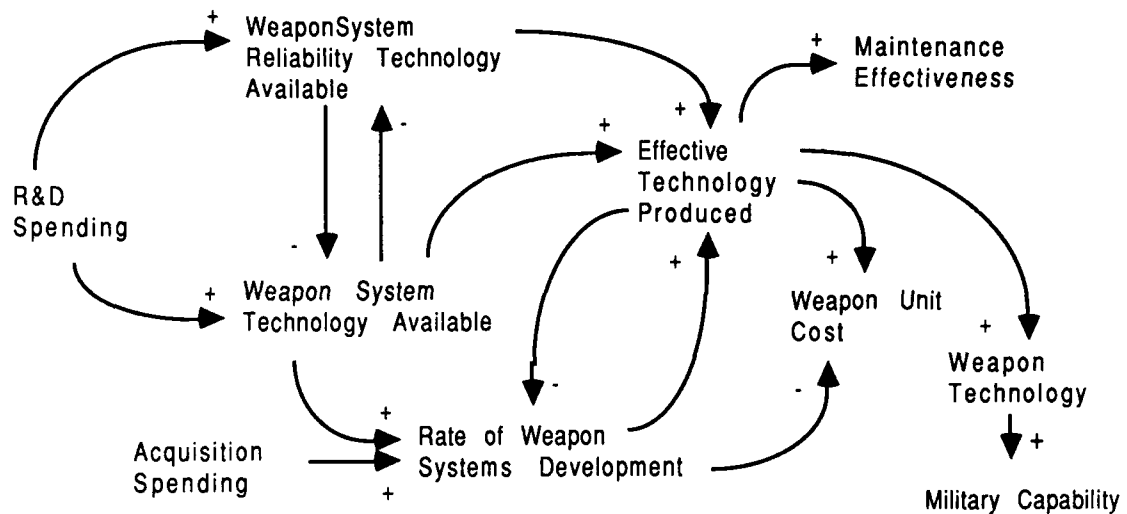 +
WeaponSystem
Reliability Technology
Available
+
Maintenance
Effectiveness
-
+
+
Effective
Technology
Produced
R&D
Spending
-
+
+
Weapon System
Technology Available
+
Weapon Unit
Cost
+
Weapon
Technology
-
-
+
Rate of Weapon
Systems Development
Acquisition
Spending
+
+
Military Capability